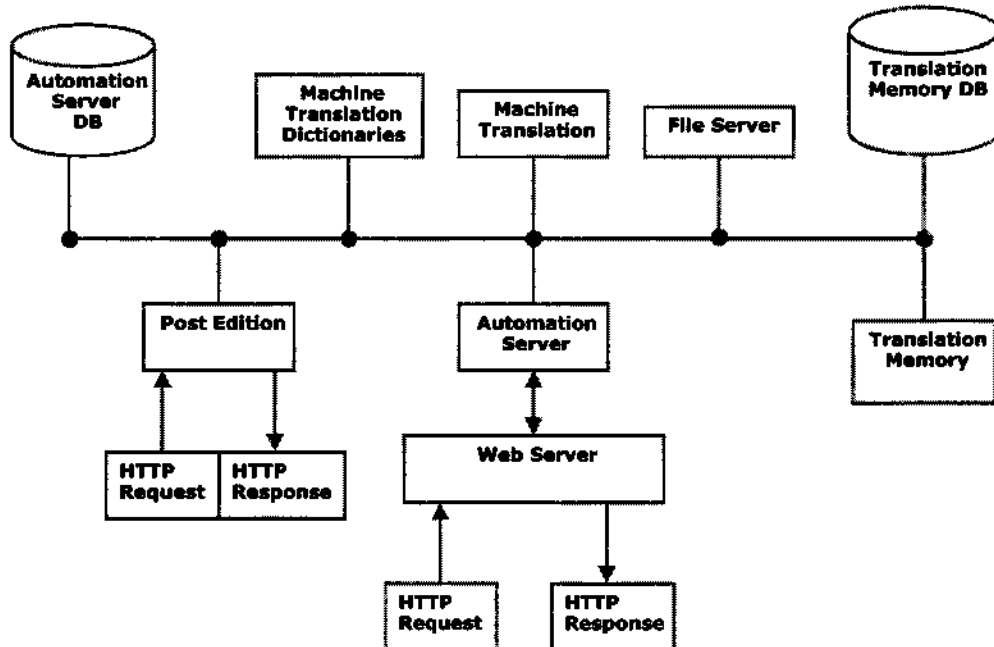 Automation
Server
DB
Machine
Translation
Dictionaries
Machine
Translation
File Server
Translation
Memory DB
Post Edition
Automation
Server
Translation
Memory
Web Server
HTTP
Request
HTTP
Response
HTTP
Request
HTTP
Response